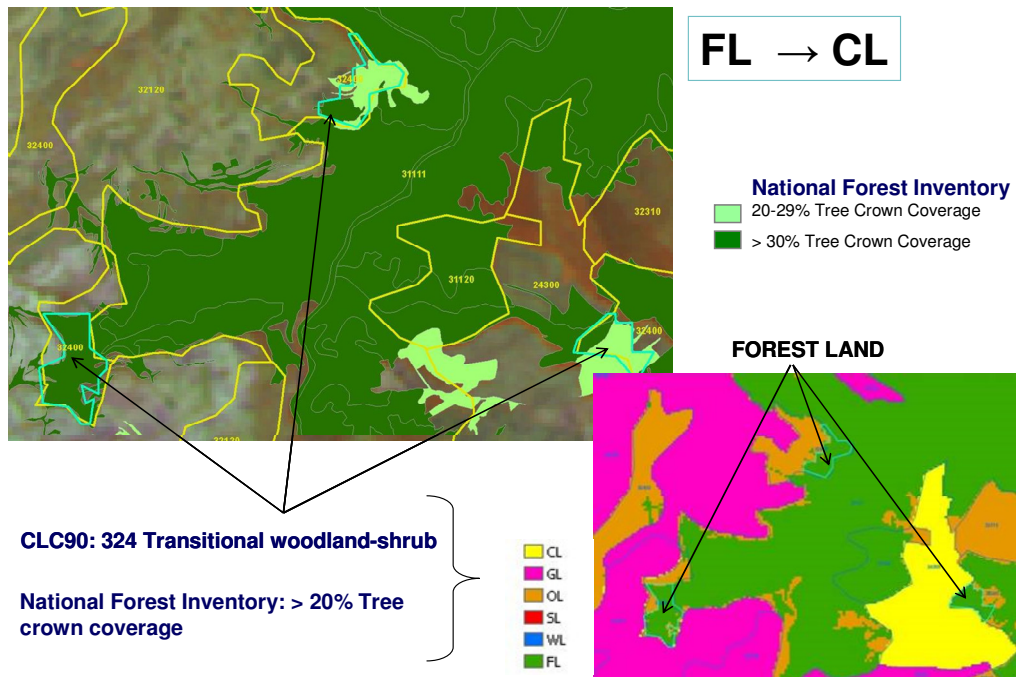 FL → CL
32120
32400
32400
31111
32310
31120
24300
32400
32400
32120
National Forest Inventory
20-29% Tree Crown Coverage
> 30% Tree Crown Coverage
FOREST LAND
CLC90: 324 Transitional woodland-shrub
National Forest Inventory: > 20% Tree
crown coverage
CL
GL
OL
SL
WL
FL